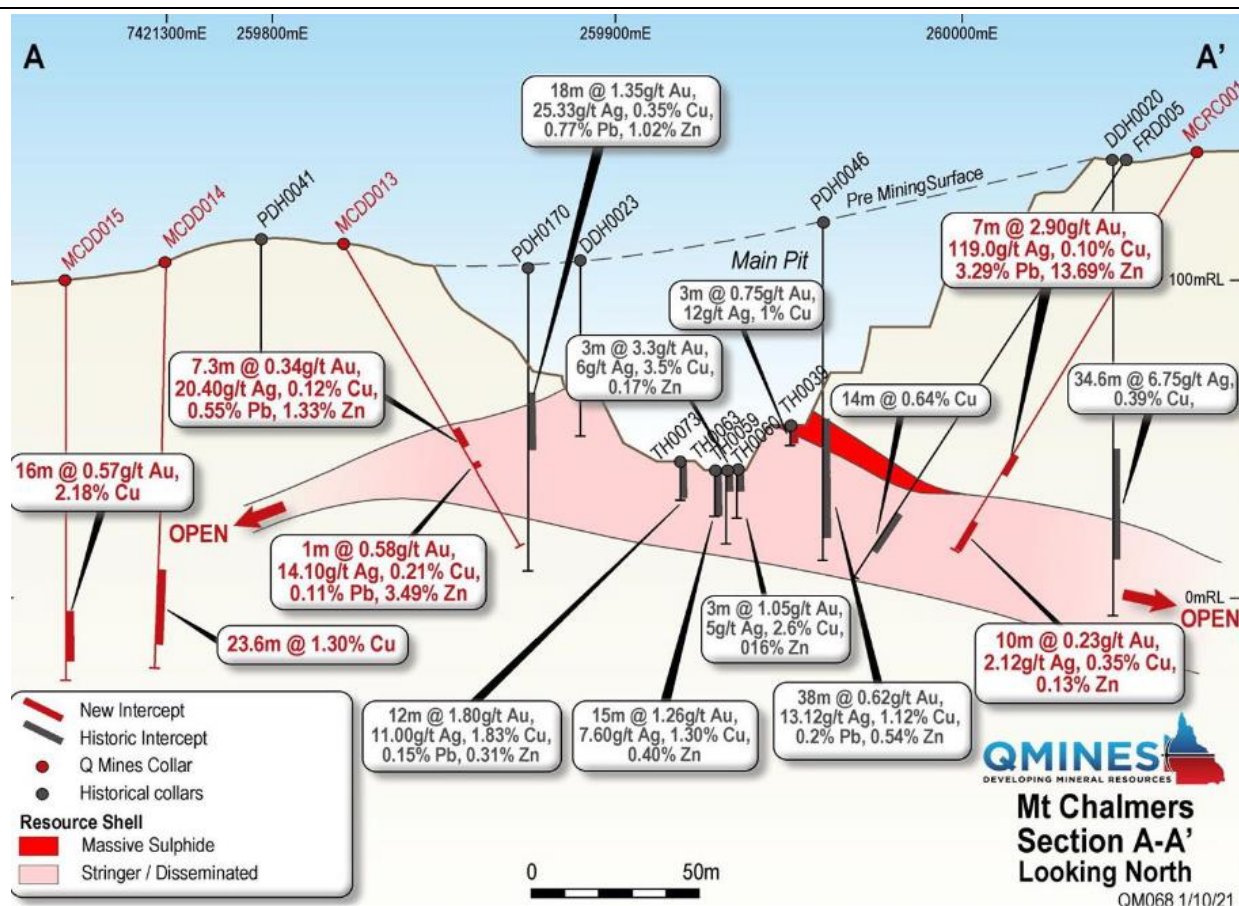 7421300mE
259800mE
259900mE
260000mE
A
A'
18m @ 1.35g/t Au,
25.33g/t Ag, 0.35% Cu,
0.77% Pb, 1.02% Zn
DDH0020
FRD005
MCRC001
PDH0046
Pre Mining Surface
MCDD015
MCDD014
PDH0041
MCDD013
PDH0170
DDH0023
Main Pit
7m @ 2.90g/t Au,
119.0g/t Ag, 0.10% Cu,
3.29% Pb, 13.69% Zn
100mRL
3m @ 0.75g/t Au,
12g/t Ag, 1% Cu
3m @ 3.3g/t Au,
6g/t Ag, 3.5% Cu,
0.17% Zn
7.3m @ 0.34g/t Au,
20.40g/t Ag, 0.12% Cu,
0.55% Pb, 1.33% Zn
34.6m @ 6.75g/t Ag,
0.39% Cu,
14m @ 0.64% Cu
TH0073
TH0063
TH0059
TH0060
TH0039
16m @ 0.57g/t Au,
2.18% Cu
OPEN
1m @ 0.58g/t Au,
14.10g/t Ag, 0.21% Cu,
0.11% Pb, 3.49% Zn
0mRL
OPEN
23.6m @ 1.30% Cu
3m @ 1.05g/t Au,
5g/t Ag, 2.6% Cu,
016% Zn
10m @ 0.23g/t Au,
2.12g/t Ag, 0.35% Cu,
0.13% Zn
12m @ 1.80g/t Au,
11.00g/t Ag, 1.83% Cu,
0.15% Pb, 0.31% Zn
15m @ 1.26g/t Au,
7.60g/t Ag, 1.30% Cu,
0.40% Zn
38m @ 0.62g/t Au,
13.12g/t Ag, 1.12% Cu,
0.2% Pb, 0.54% Zn
New Intercept
Historic Intercept
Q Mines Collar
Historical collars
Resource Shell
Massive Sulphide
Stringer / Disseminated
0
50m
QMINES
DEVELOPING MINERAL RESOURCES
Mt Chalmers
Section A-A'
Looking North
QM068 1/10/21